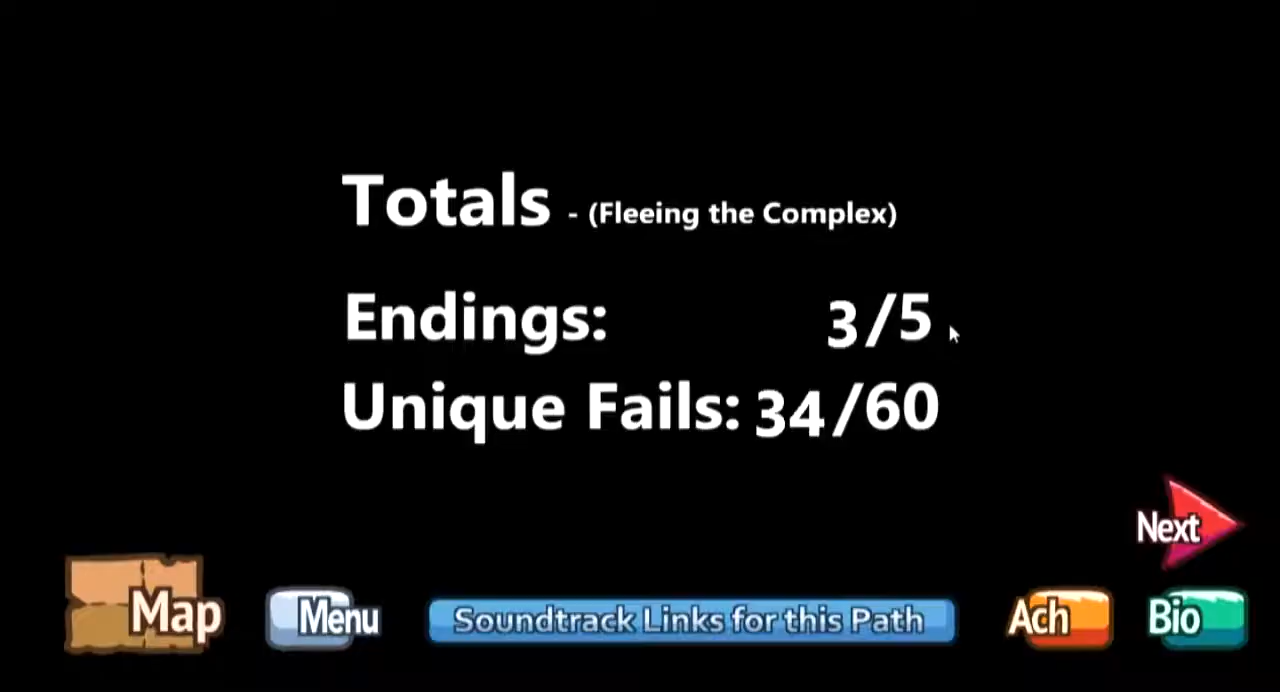 Totals - (Fleeing the Complex)
Endings: 3/5
Unique Fails: 34/60
Next
Map
Menu
Soundtrack Links for this Path
Ach
Bio